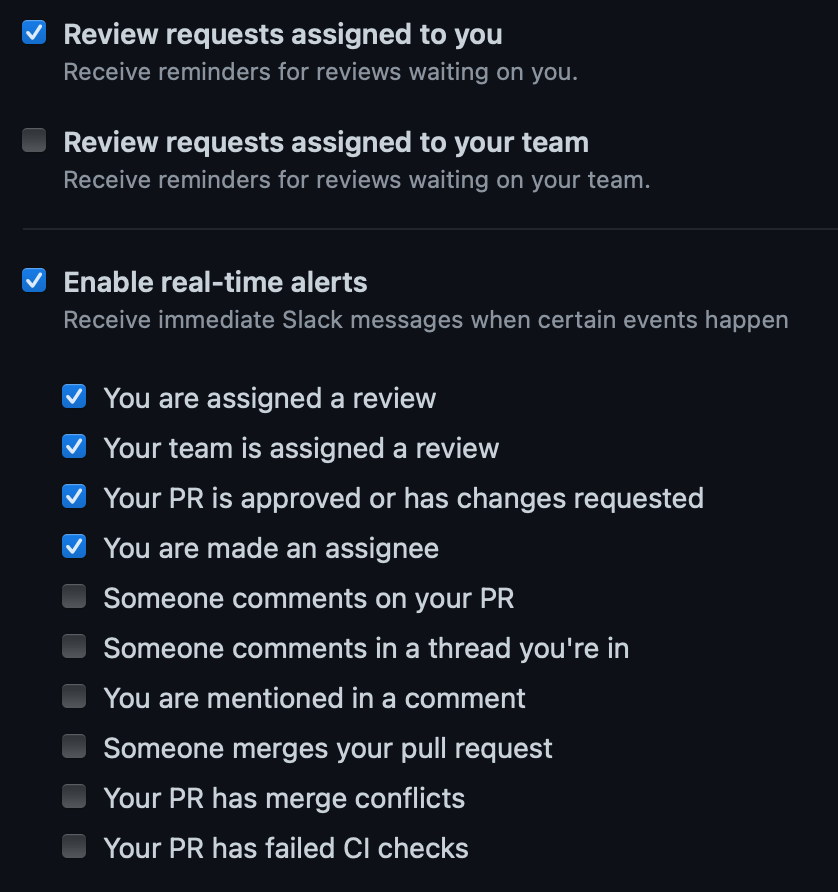 Review requests assigned to you
Receive reminders for reviews waiting on you.
Review requests assigned to your team
Receive reminders for reviews waiting on your team.
Enable real-time alerts
Receive immediate Slack messages when certain events happen
You are assigned a review
Your team is assigned a review
Your PR is approved or has changes requested
You are made an assignee
Someone comments on your PR
Someone comments in a thread you're in
You are mentioned in a comment
Someone merges your pull request
Your PR has merge conflicts
Your PR has failed CI checks